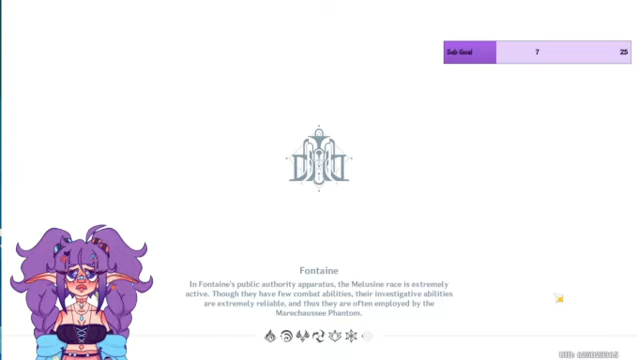 Sub Goal 7 25
Fontaine
In Fontaine's public authority apparatus, the Melusine race is extremely
active. Though they have few combat abilities, their investigative abilities
are extremely reliable, and thus they are often employed by the
Marechaussee Phantom.